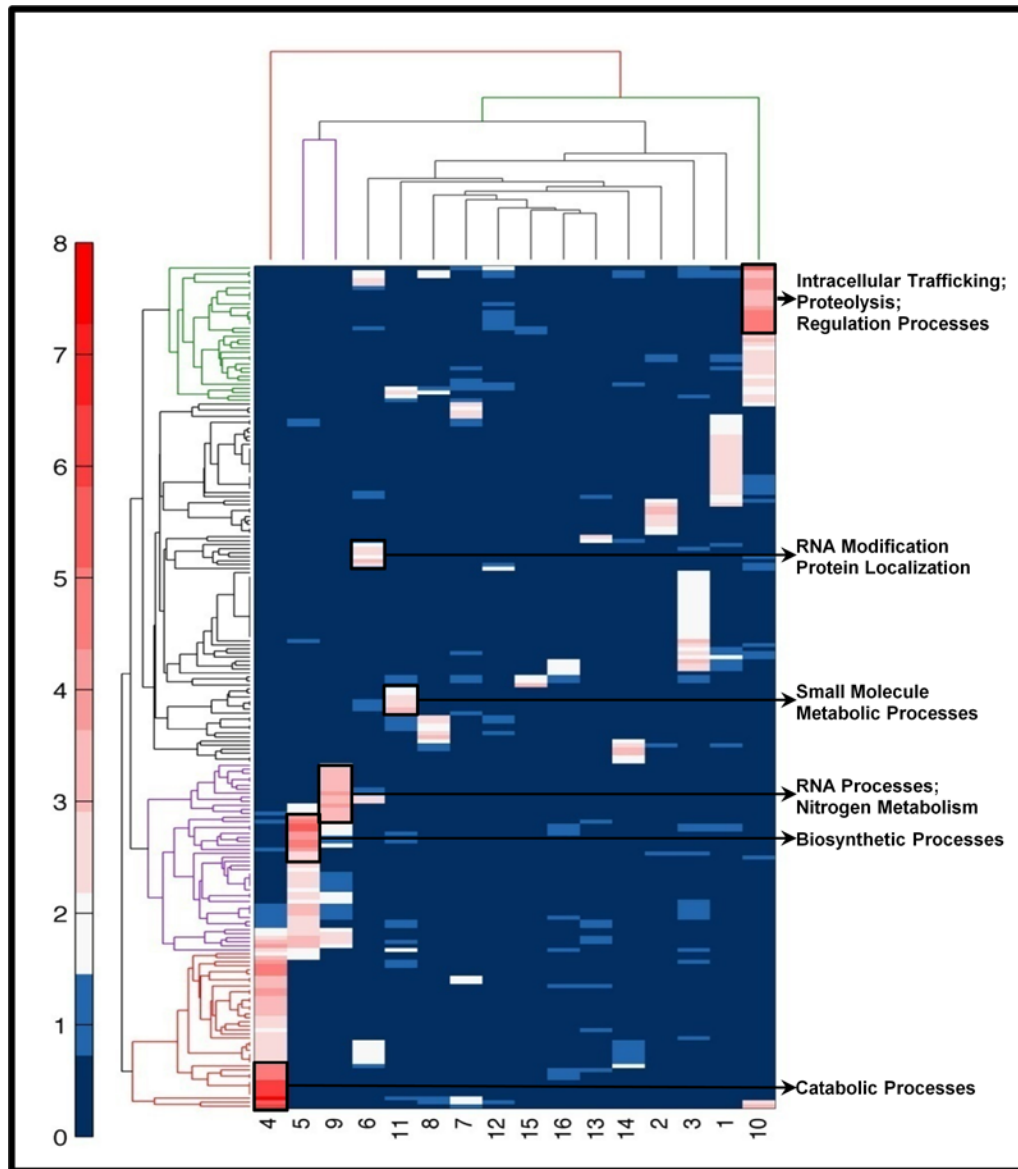 8
7
6
5
4
3
2
1
0
Intracellular Trafficking;
Proteolysis;
Regulation Processes
RNA Modification
Protein Localization
Small Molecule
Metabolic Processes
RNA Processes;
Nitrogen Metabolism
Biosynthetic Processes
Catabolic Processes
4 5 9 6 11 8 7 12 15 16 13 14 2 3 1 10